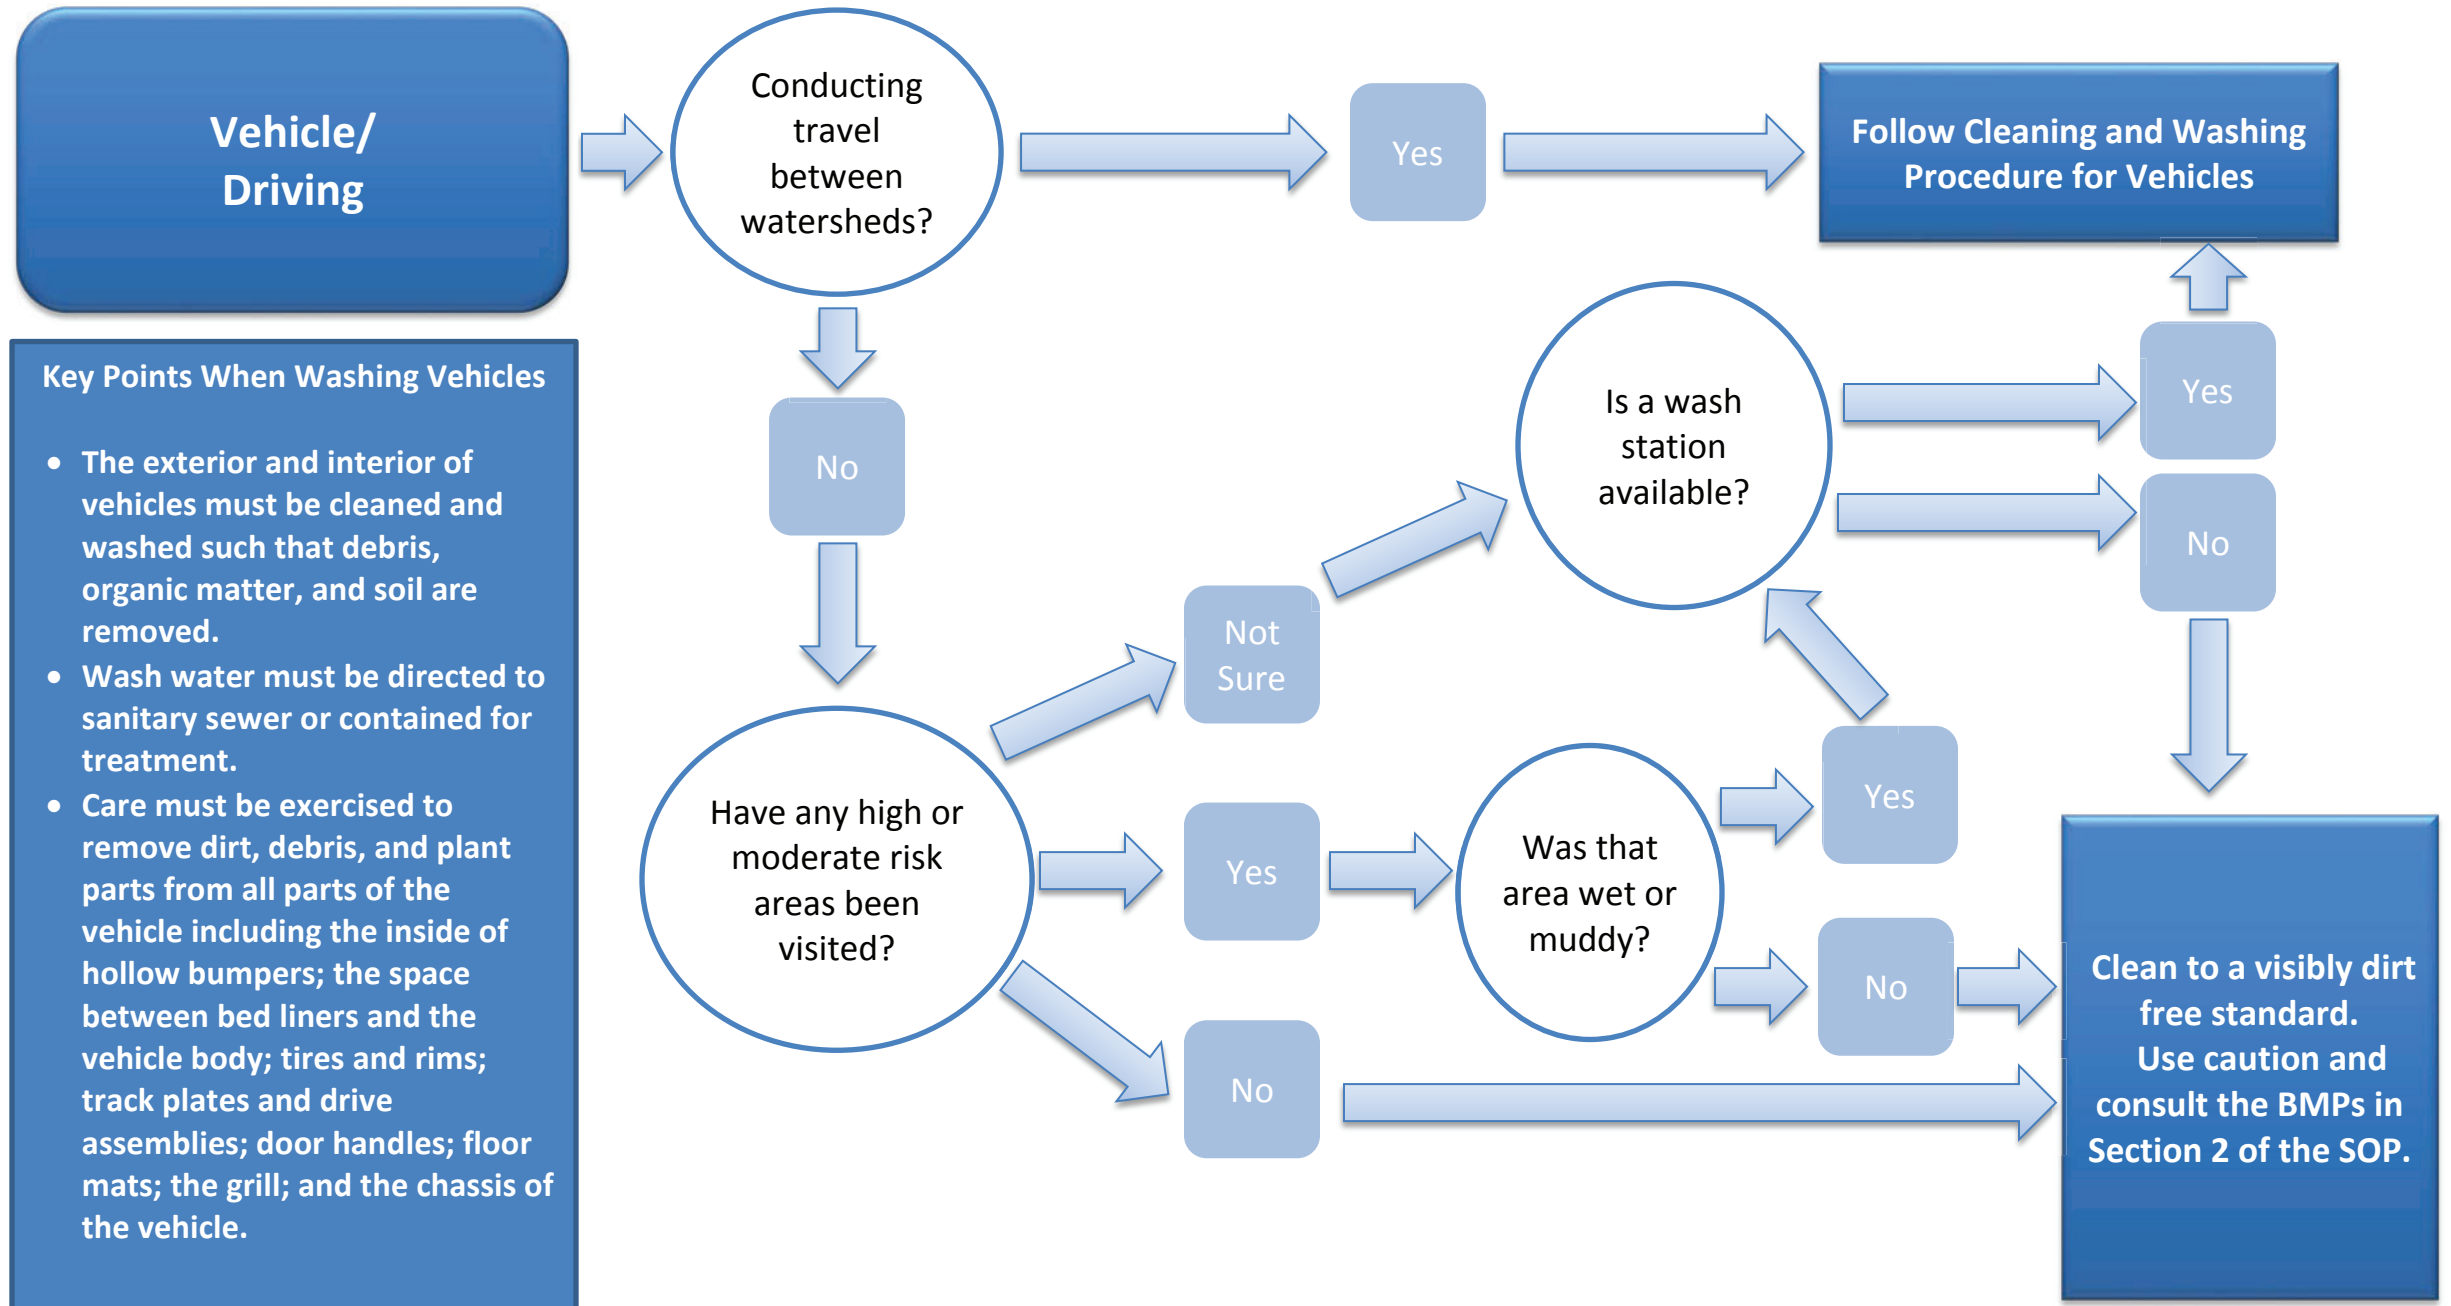 Vehicle/
Driving
Key Points When Washing Vehicles
• The exterior and interior of
vehicles must be cleaned and
washed such that debris,
organic matter, and soil are
removed.
• Wash water must be directed to
sanitary sewer or contained for
treatment.
• Care must be exercised to
remove dirt, debris, and plant
parts from all parts of the
vehicle including the inside of
hollow bumpers; the space
between bed liners and the
vehicle body; tires and rims;
track plates and drive
assemblies; door handles; floor
mats; the grill; and the chassis of
the vehicle.
Conducting
travel
between
watersheds?
Yes
Follow Cleaning and Washing
Procedure for Vehicles
No
Have any high or
moderate risk
areas been
visited?
Not
Sure
Yes
No
Is a wash
station
available?
Yes
No
Was that
area wet or
muddy?
Yes
No
Clean to a visibly dirt
free standard.
Use caution and
consult the BMPs in
Section 2 of the SOP.